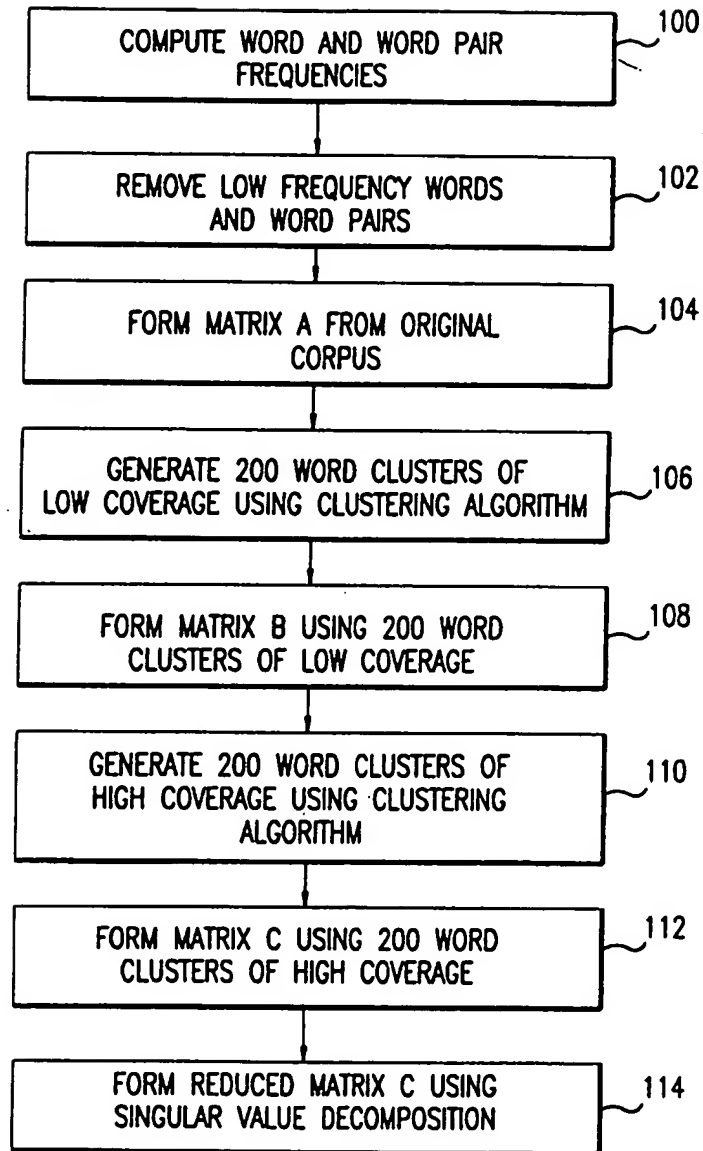 COMPUTE WORD AND WORD PAIR
FREQUENCIES
100
REMOVE LOW FREQUENCY WORDS
AND WORD PAIRS
102
FORM MATRIX A FROM ORIGINAL
CORPUS
104
GENERATE 200 WORD CLUSTERS OF
LOW COVERAGE USING CLUSTERING ALGORITHM
106
FORM MATRIX B USING 200 WORD
CLUSTERS OF LOW COVERAGE
108
GENERATE 200 WORD CLUSTERS OF
HIGH COVERAGE USING CLUSTERING
ALGORITHM
110
FORM MATRIX C USING 200 WORD
CLUSTERS OF HIGH COVERAGE
112
FORM REDUCED MATRIX C USING
SINGULAR VALUE DECOMPOSITION
114